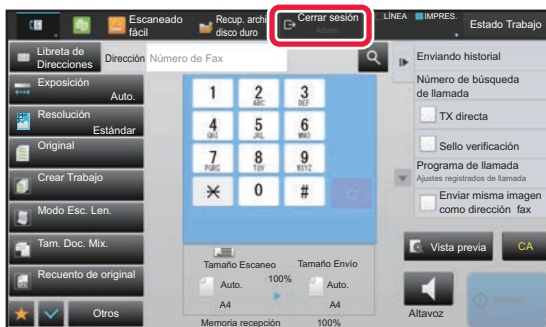 Escaneado
fácil
Recup. archi
disco duro
Cerrar sesión
Admin.
LÍNEA
IMPRES.
Estado Trabajo
Libreta de
Direcciones
Dirección
Número de Fax
Exposición
Auto.
Resolución
Estándar
Original
Crear Trabajo
Modo Esc. Len.
Tam. Doc. Mix.
Recuento de original
Otros
1
2
ABC
3
DEF
4
GHI
5
JKL
6
MNO
7
PQRS
8
TUV
9
WXYZ
0
#
C
Tamaño Escaneo
Tamaño Envío
100%
Auto.
Auto.
A4
A4
Memoria recepción
100%
Enviando historial
Número de búsqueda
de llamada
TX directa
Sello verificación
Programa de llamada
Ajustes registrados de llamada
Enviar misma imagen
como dirección fax
Vista previa
CA
Altavoz
Iniciar